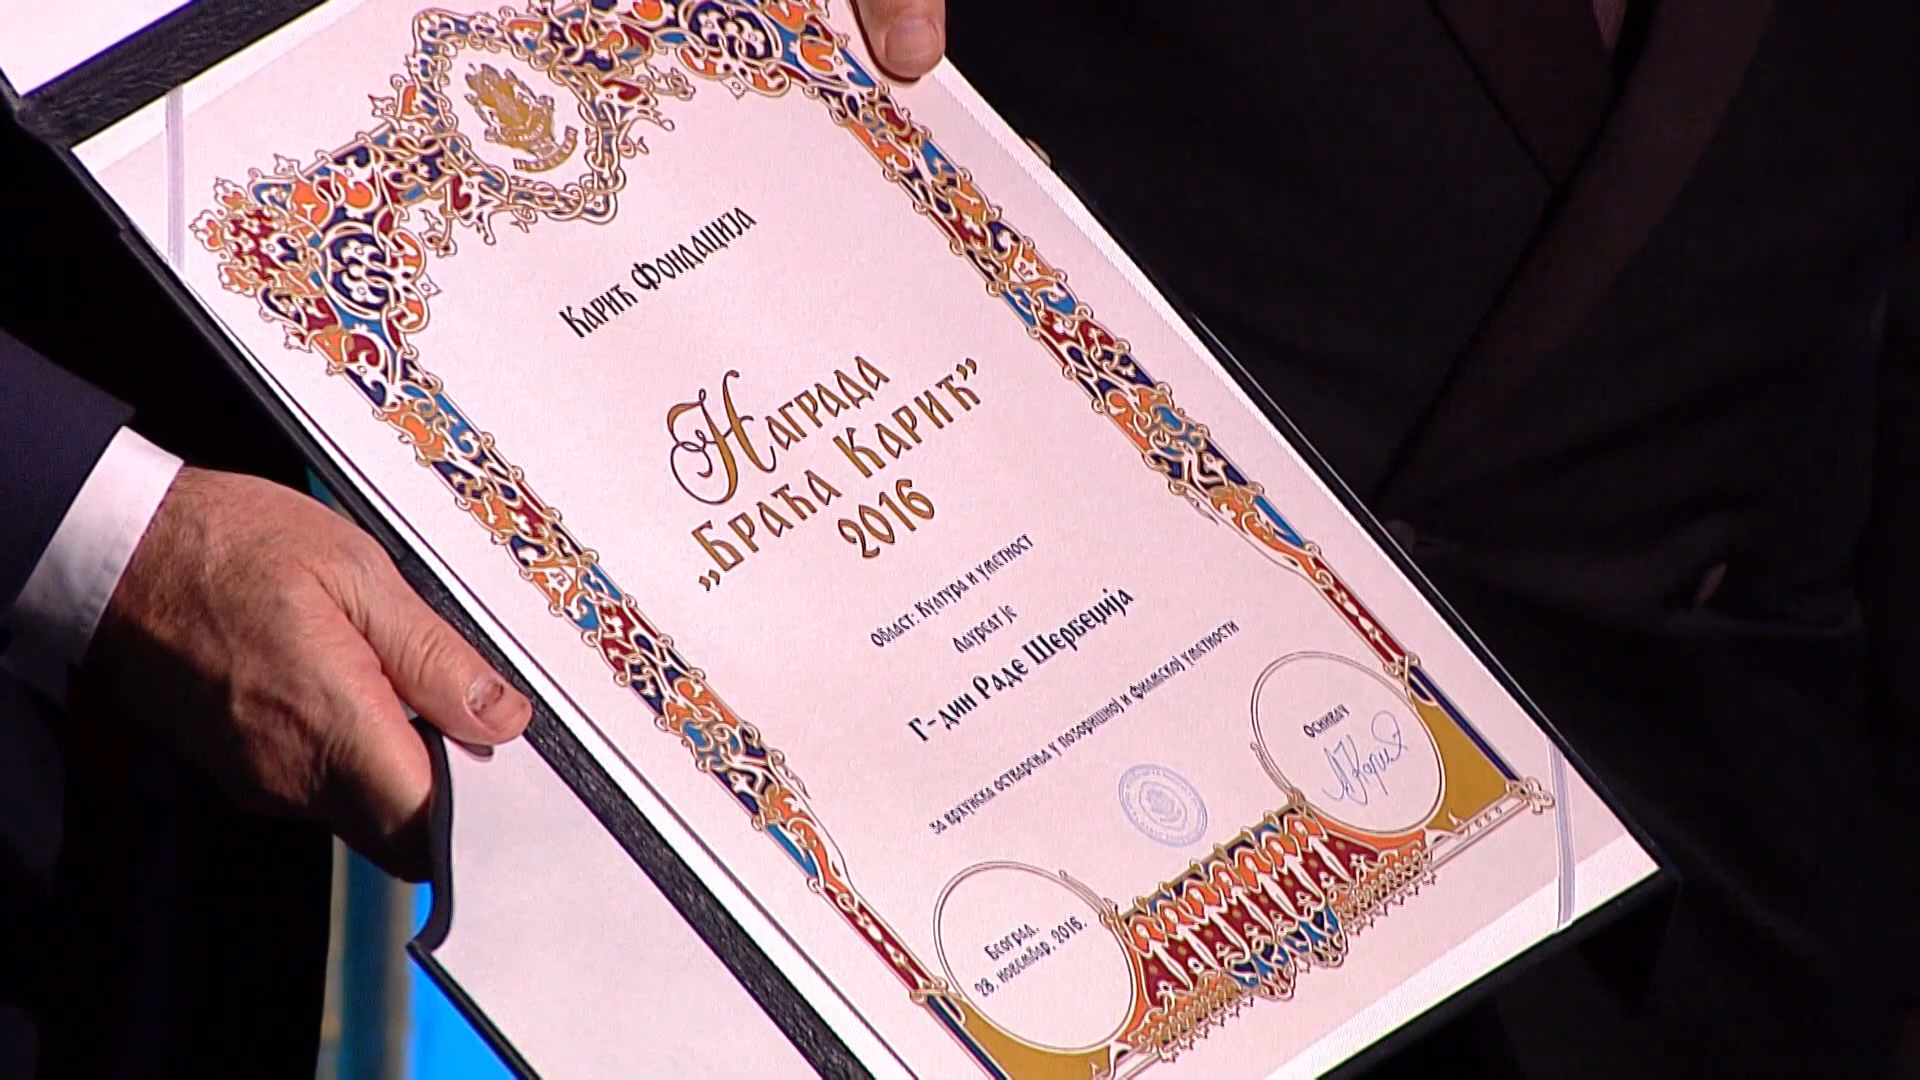 Карић Фондација
Награда
„Браћа Карић”
2016
Област: Култура и уметност
Лауреат је
Г-дин Раде Шербеџија
за врхунска остварења у позоришној и филмској уметности
Оснивач
Београд,
28. новембар, 2016.